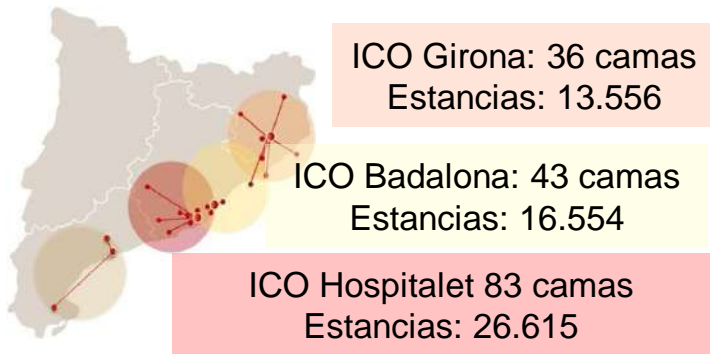 ICO Girona: 36 camas
Estancias: 13.556
ICO Badalona: 43 camas
Estancias: 16.554
ICO Hospitalet 83 camas
Estancias: 26.615